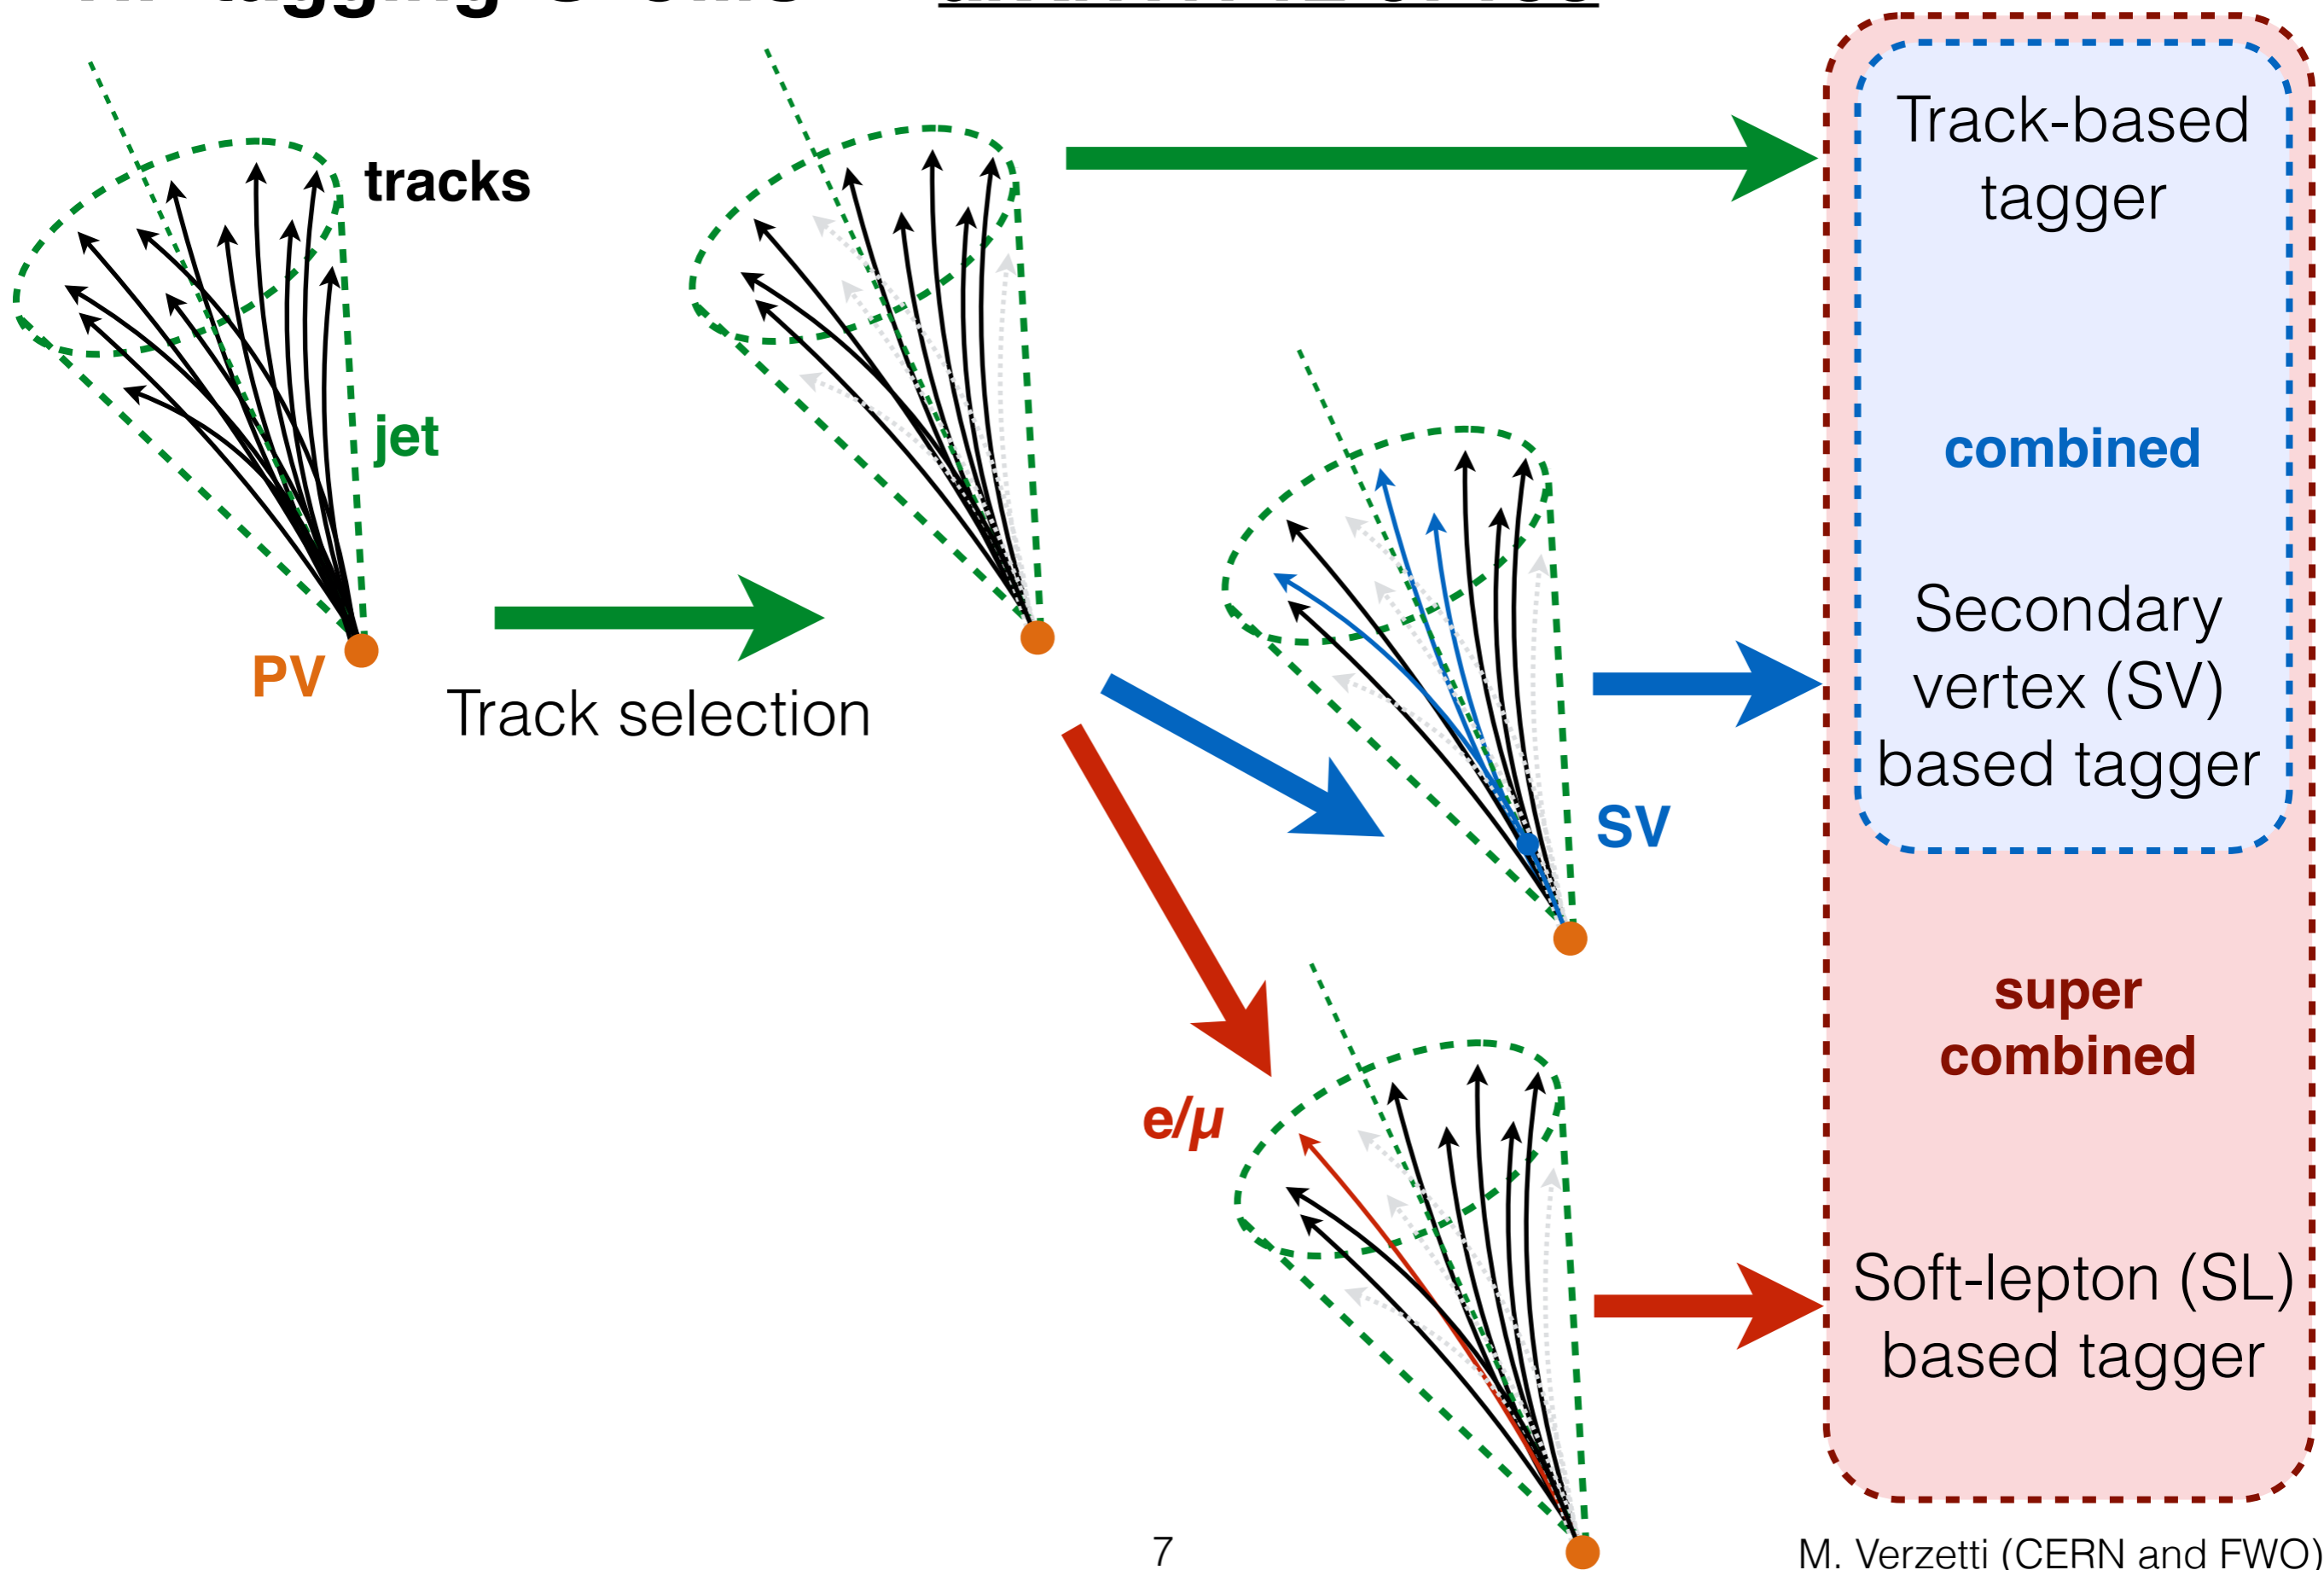 tagging
tracks
jet
PV
Track selection
SV
e/μ
Track-based
tagger
combined
Secondary
vertex (SV)
based tagger
super
combined
Soft-lepton (SL)
based tagger
7
M. Verzetti (CERN and FWO)